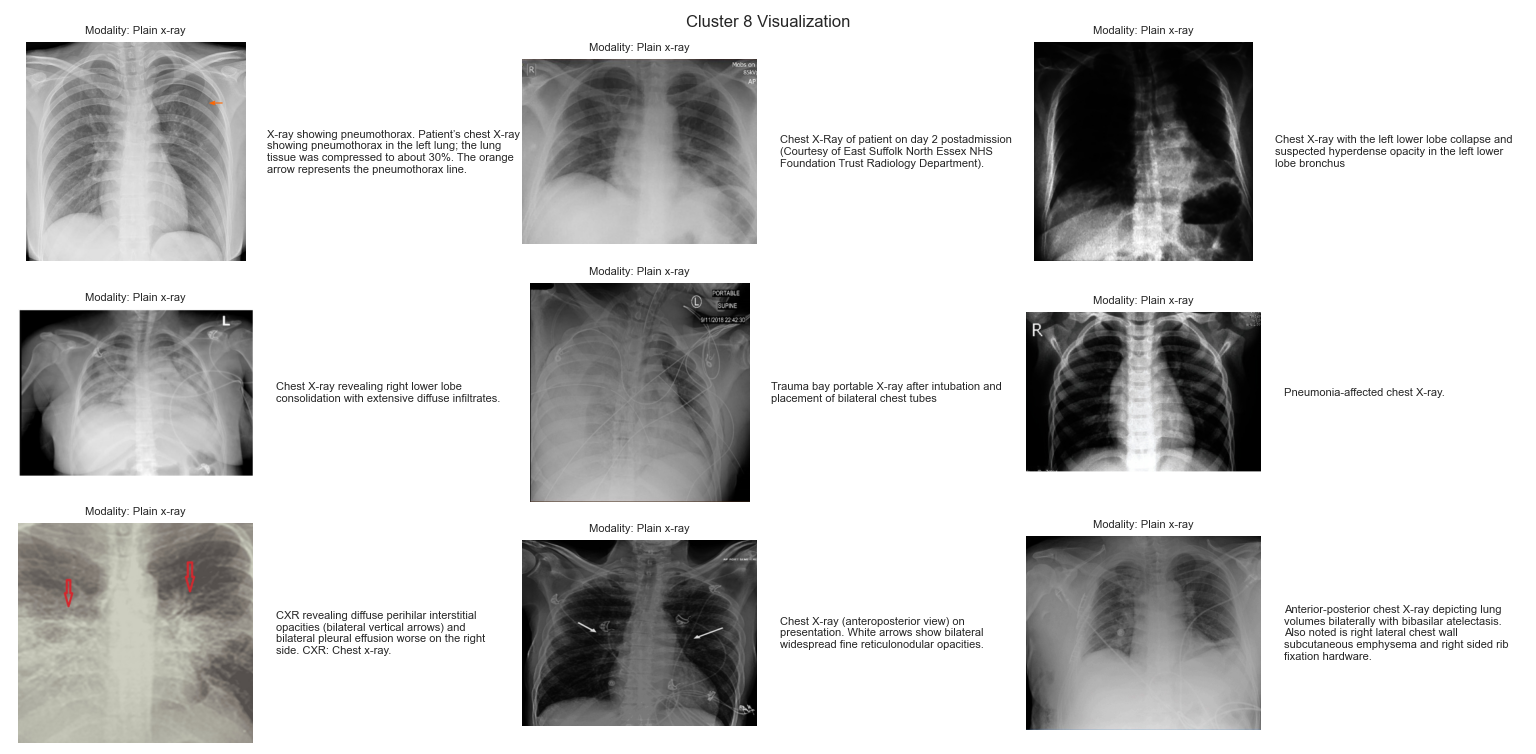 Cluster 8 Visualization
Modality: Plain x-ray
X-ray showing pneumothorax. Patient's chest X-ray
showing pneumothorax in the left lung; the lung
tissue was compressed to about 30%. The orange
arrow represents the pneumothorax line.
Modality: Plain x-ray
R
AP
Chest X-Ray of patient on day 2 postadmission
(Courtesy of East Suffolk North Essex NHS
Foundation Trust Radiology Department).
Modality: Plain x-ray
Chest X-ray with the left lower lobe collapse and
suspected hyperdense opacity in the left lower
lobe bronchus
Modality: Plain x-ray
L
Chest X-ray revealing right lower lobe
consolidation with extensive diffuse infiltrates.
Modality: Plain x-ray
L
PORTABLE
SUPINE
9/11/2018 22:42:30
Trauma bay portable X-ray after intubation and
placement of bilateral chest tubes
Modality: Plain x-ray
R
Pneumonia-affected chest X-ray.
Modality: Plain x-ray
CXR revealing diffuse perihilar interstitial
opacities (bilateral vertical arrows) and
bilateral pleural effusion worse on the right
side. CXR: Chest x-ray.
Modality: Plain x-ray
Chest X-ray (anteroposterior view) on
presentation. White arrows show bilateral
widespread fine reticulonodular opacities.
Modality: Plain x-ray
Anterior-posterior chest X-ray depicting lung
volumes bilaterally with bibasilar atelectasis.
Also noted is right lateral chest wall
subcutaneous emphysema and right sided rib
fixation hardware.